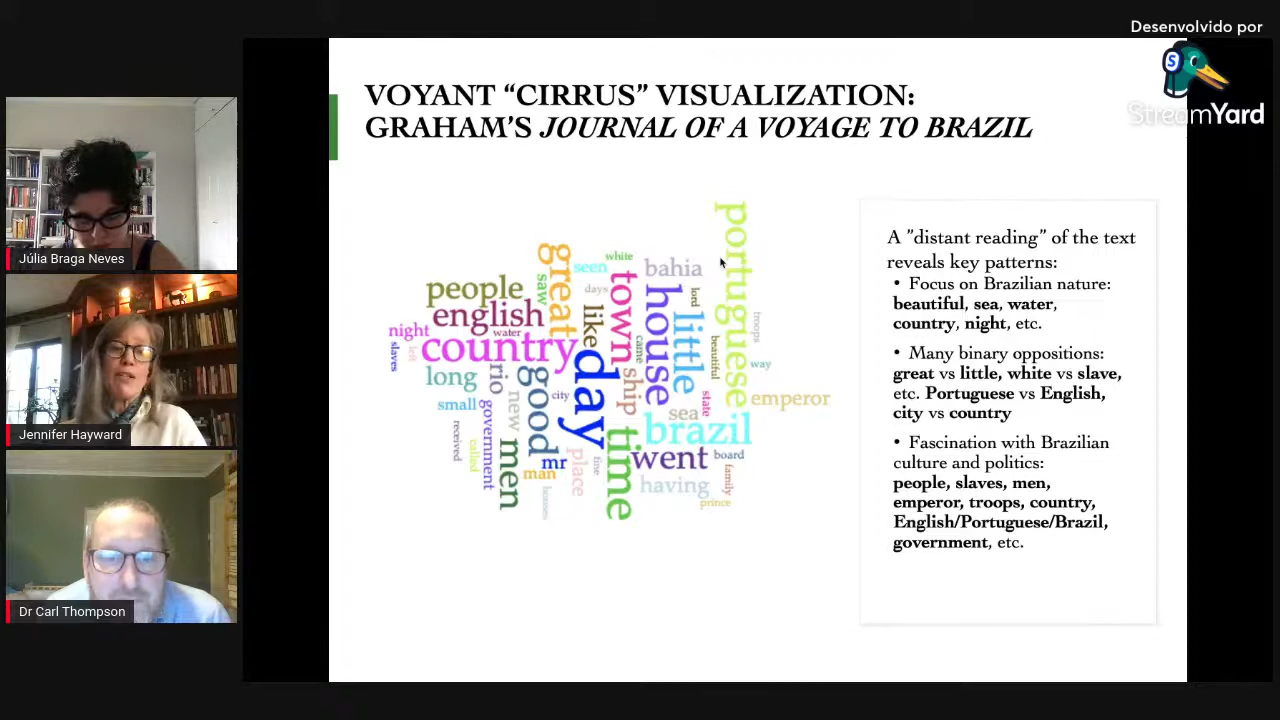 Desenvolvido por
S
StreamYard
VOYANT “CIRRUS” VISUALIZATION:
GRAHAM’S JOURNAL OF A VOYAGE TO BRAZIL
portuguese
great
white
seen
bahia
people
saw
days
town
house
lord
little
english
like
troops
night
water
country
came
beautiful
slaves
left
day
way
long
rio
good
ship
city
state
emperor
small
new
sea
brazil
government
received
called
men
time
went
board
mr
man
place
fine
having
family
prince
horses
A ”distant reading” of the text
reveals key patterns:
• Focus on Brazilian nature:
beautiful, sea, water,
country, night, etc.
• Many binary oppositions:
great vs little, white vs slave,
etc. Portuguese vs English,
city vs country
• Fascination with Brazilian
culture and politics:
people, slaves, men,
emperor, troops, country,
English/Portuguese/Brazil,
government, etc.
Júlia Braga Neves
Jennifer Hayward
Dr Carl Thompson